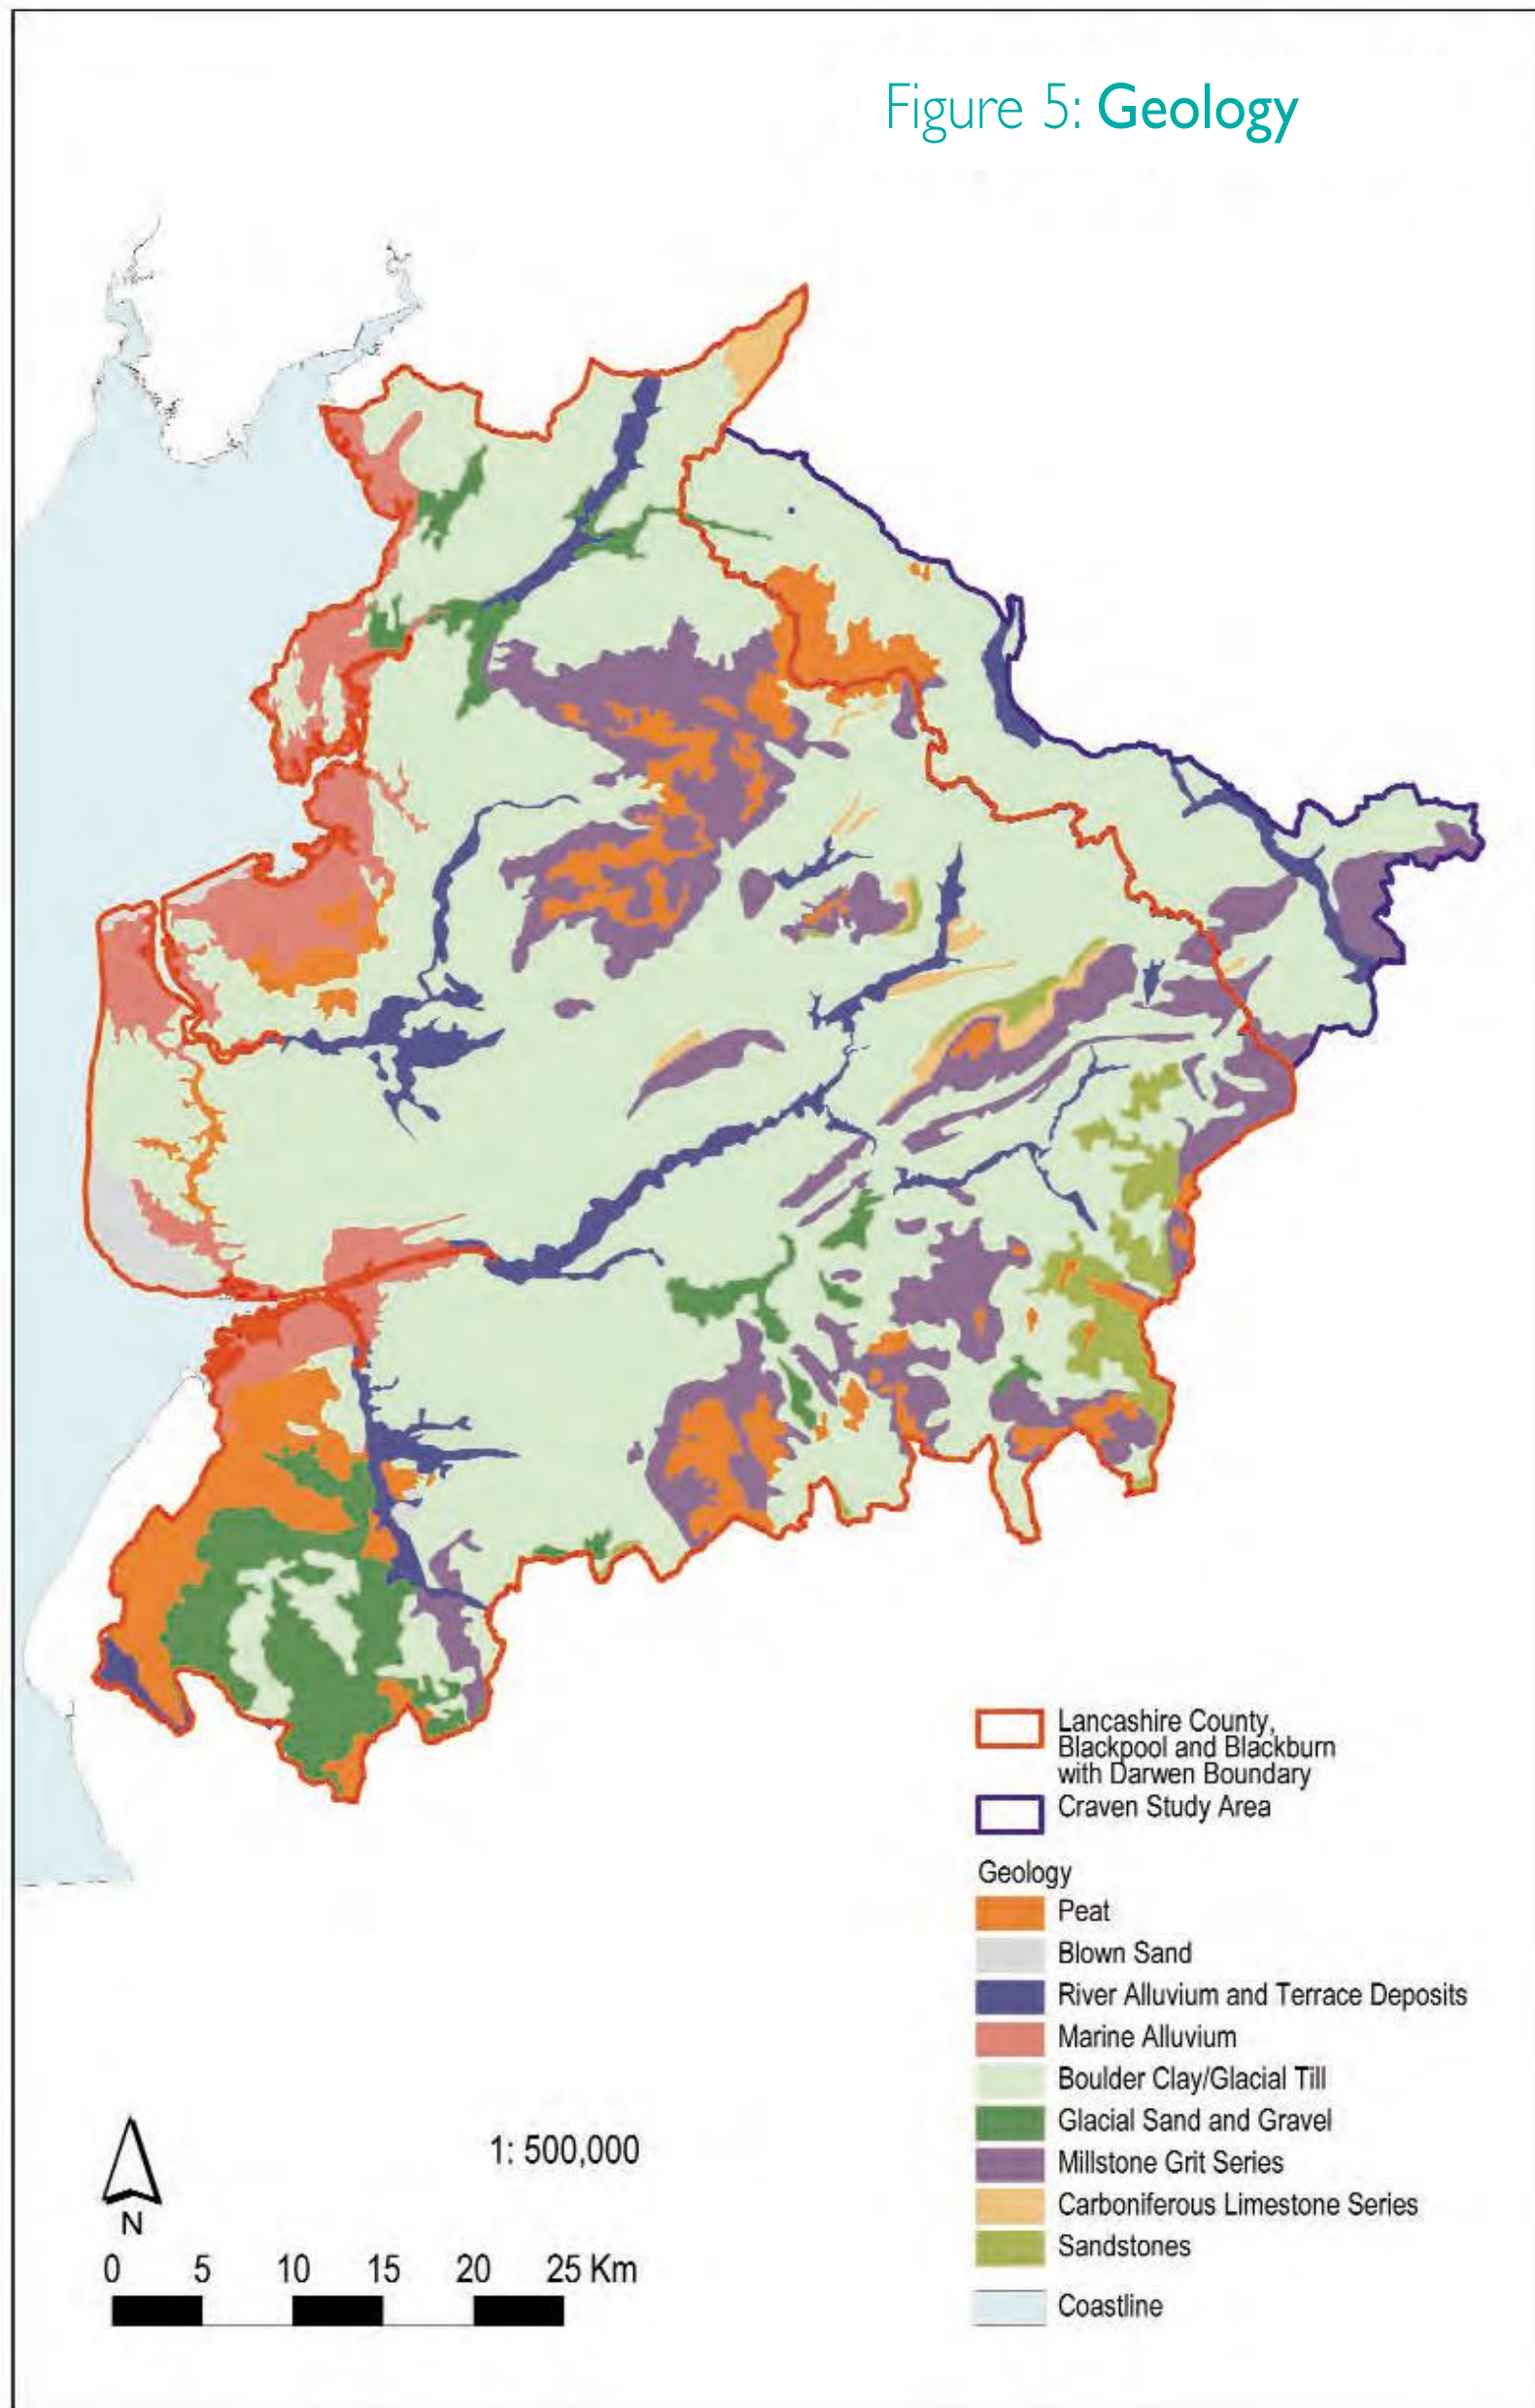 Figure 5: Geology
Lancashire County,
Blackpool and Blackburn
with Darwen Boundary
Craven Study Area
Geology
Peat
Blown Sand
River Alluvium and Terrace Deposits
Marine Alluvium
Boulder Clay/Glacial Till
Glacial Sand and Gravel
Millstone Grit Series
Carboniferous Limestone Series
Sandstones
Coastline
1: 500,000
N
0 5 10 15 20 25 Km